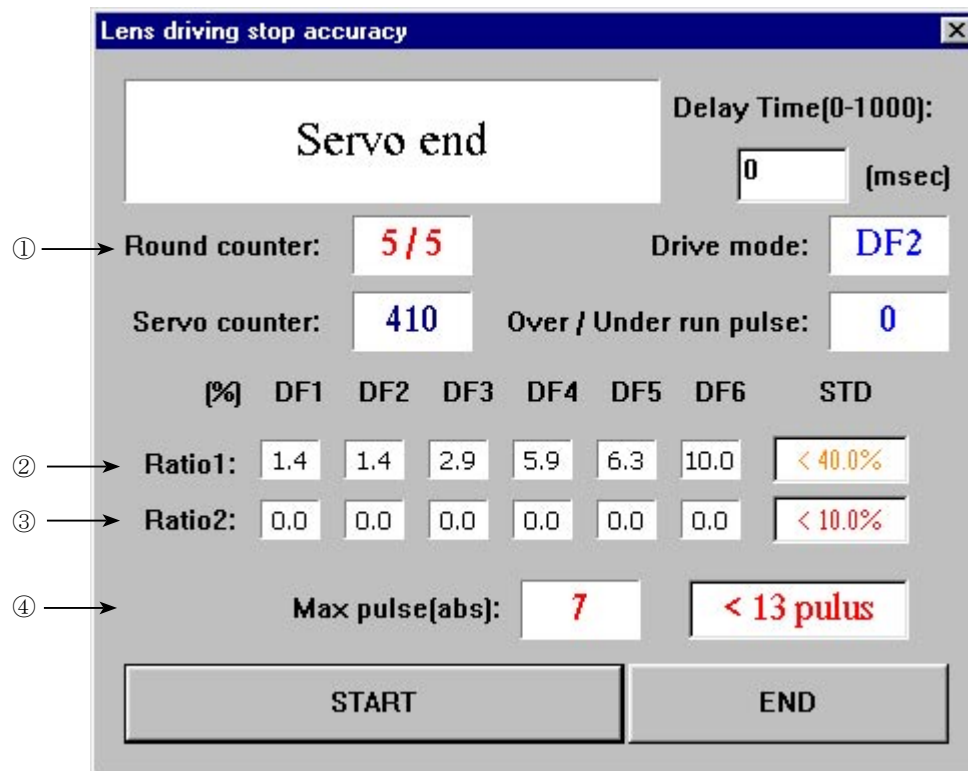 Lens driving stop accuracy
Servo end
Delay Time(0-1000):
0 (msec)
① Round counter: 5 / 5 Drive mode: DF2
Servo counter: 410 Over / Under run pulse: 0
(%) DF1 DF2 DF3 DF4 DF5 DF6 STD
② Ratio1: 1.4 1.4 2.9 5.9 6.3 10.0 < 40.0%
③ Ratio2: 0.0 0.0 0.0 0.0 0.0 0.0 < 10.0%
④ Max pulse(abs): 7 < 13 pulus
START END